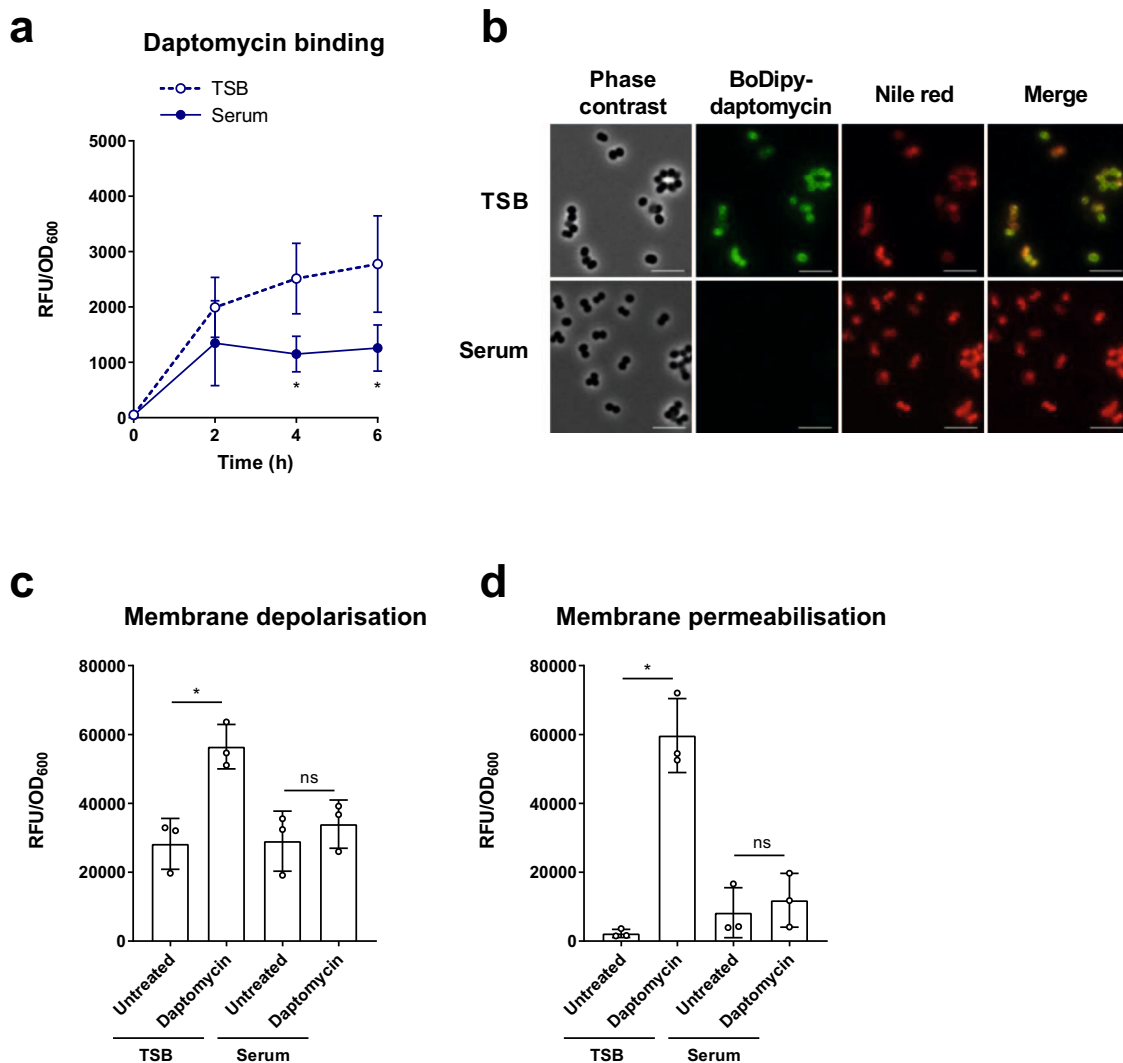 a
Daptomycin binding
TSB
Serum
5000
4000
3000
2000
1000
0
RFU/OD600
0 2 4 6
* *
Time (h)
b
Phase contrast
BoDipy-daptomycin
Nile red
Merge
TSB
Serum
c
Membrane depolarisation
80000
60000
40000
20000
0
RFU/OD600
*
ns
Untreated
Daptomycin
Untreated
Daptomycin
TSB
Serum
d
Membrane permeabilisation
80000
60000
40000
20000
0
RFU/OD600
*
ns
Untreated
Daptomycin
Untreated
Daptomycin
TSB
Serum